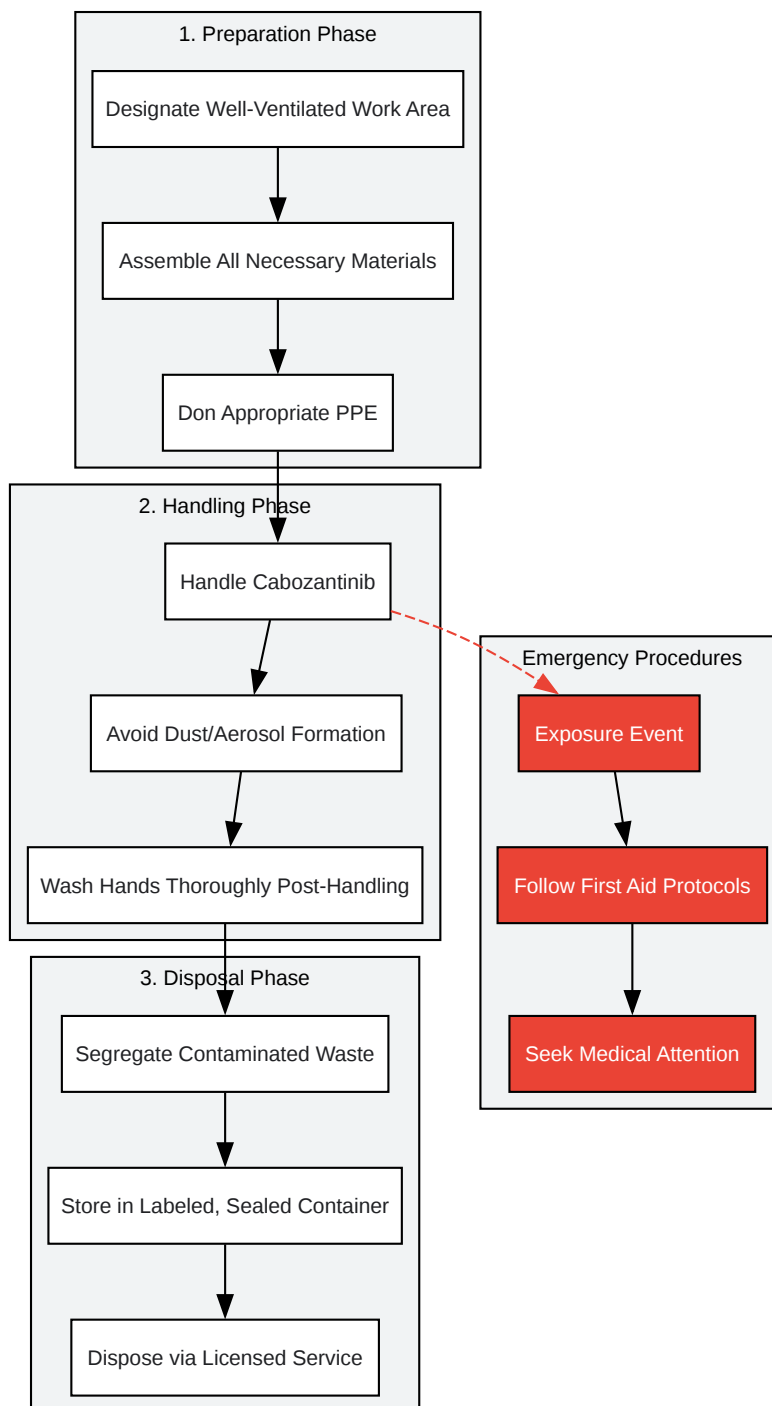 1. Preparation Phase
Designate Well-Ventilated Work Area
Assemble All Necessary Materials
Don Appropriate PPE
2. Handling Phase
Handle Cabozantinib
Avoid Dust/Aerosol Formation
Wash Hands Thoroughly Post-Handling
Emergency Procedures
Exposure Event
Follow First Aid Protocols
Seek Medical Attention
3. Disposal Phase
Segregate Contaminated Waste
Store in Labeled, Sealed Container
Dispose via Licensed Service